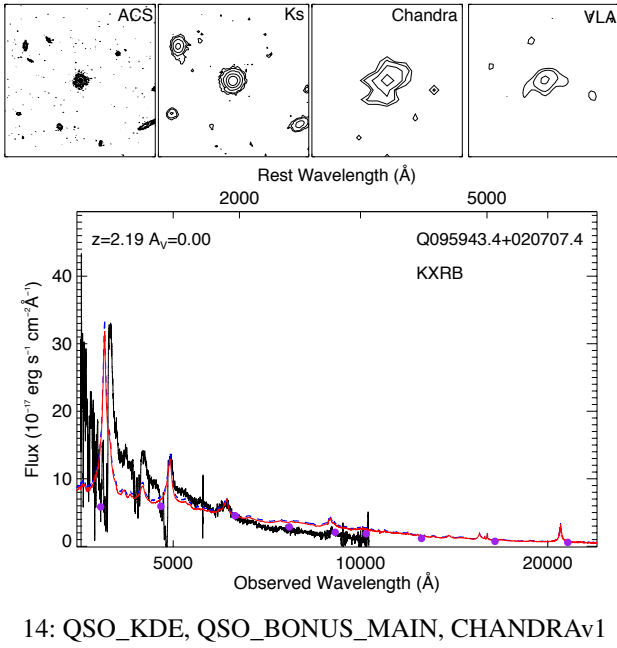 ACS
Ks
Chandra
VLA
Rest Wavelength (Å)
2000 5000
z=2.19 A_V=0.00
Q095943.4+020707.4
KXRB
40
30
20
10
0
Flux (10⁻¹⁷ erg s⁻¹ cm⁻²Å⁻¹)
5000 10000 20000
Observed Wavelength (Å)
14: QSO_KDE, QSO_BONUS_MAIN, CHANDRAv1